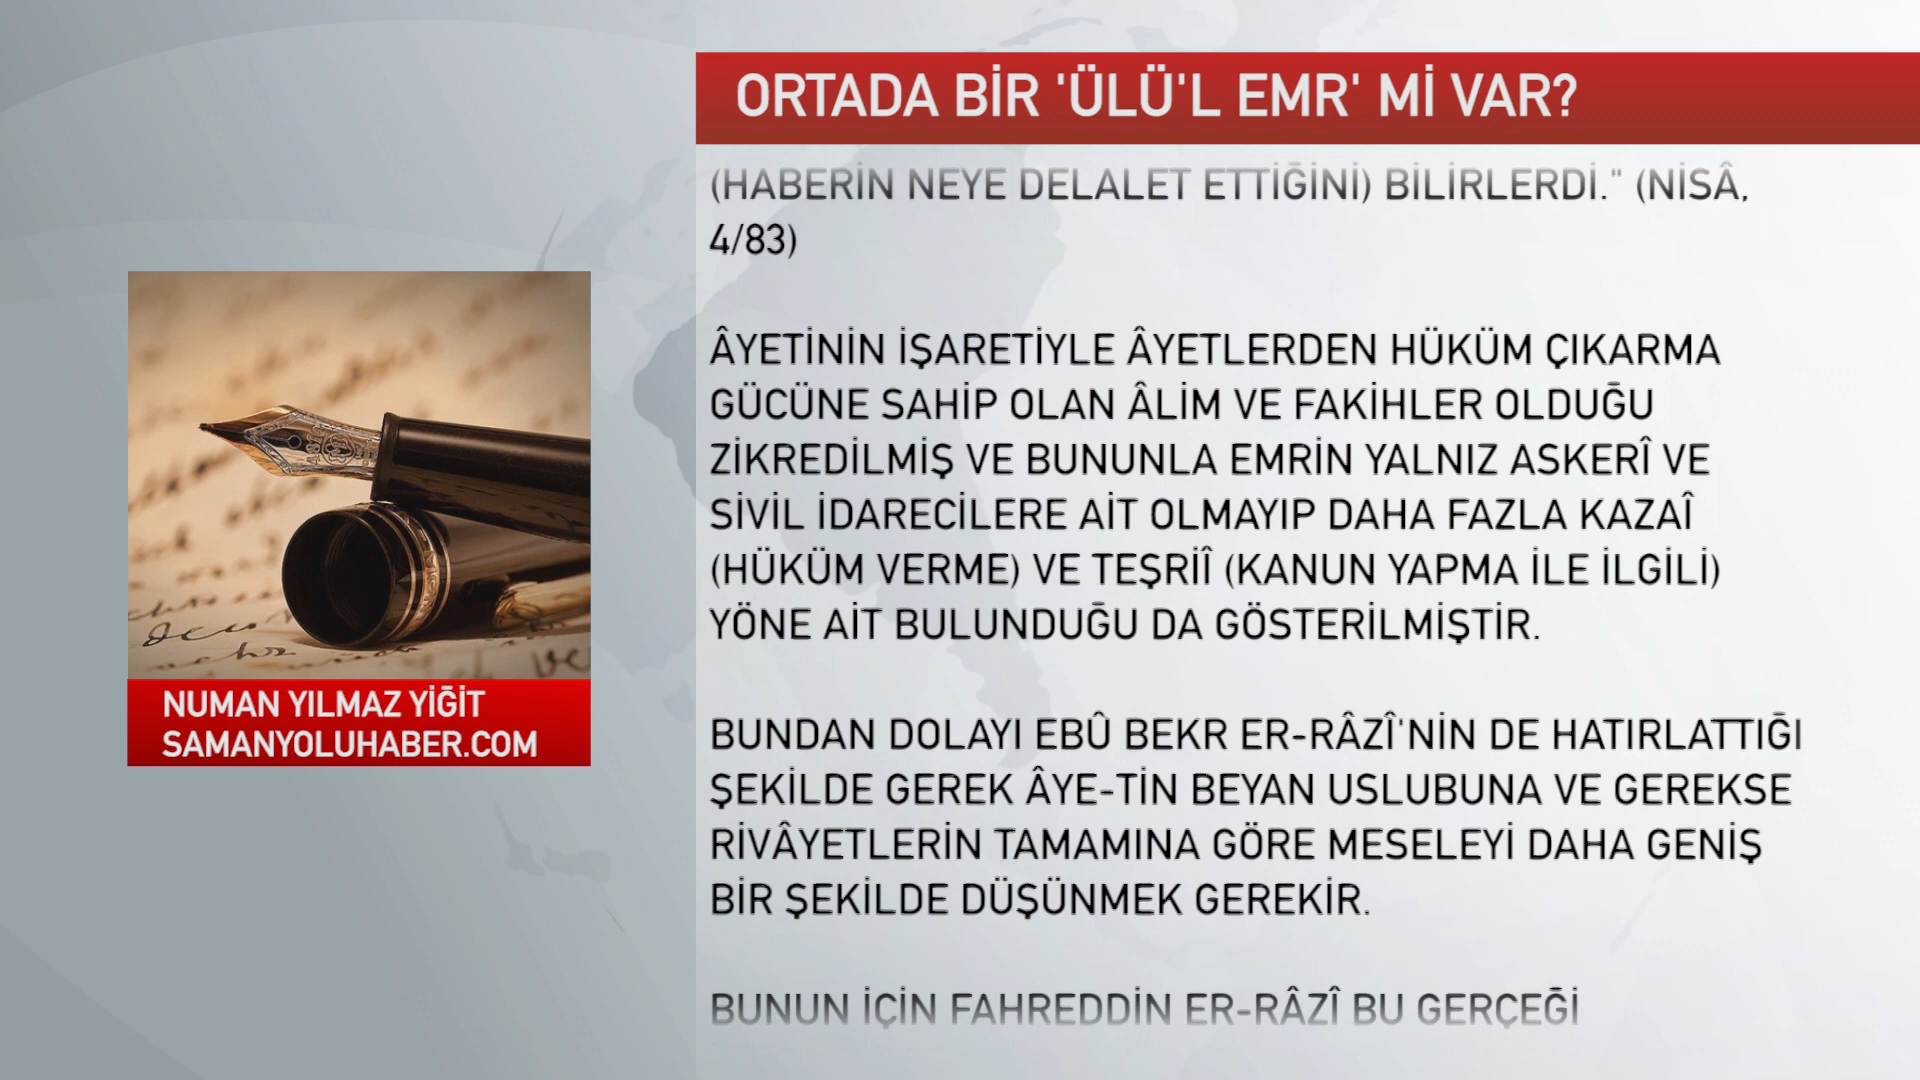 ORTADA BİR 'ÜLÜ'L EMR' Mİ VAR?
(HABERİN NEYE DELALET ETTİĞİNİ) BİLİRLERDİ." (NİSÂ,
4/83)
ÂYETİNİN İŞARETİYLE ÂYETLERDEN HÜKÜM ÇIKARMA
GÜCÜNE SAHİP OLAN ÂLİM VE FAKİHLER OLDUĞU
ZİKREDİLMİŞ VE BUNUNLA EMRİN YALNIZ ASKERÎ VE
SİVİL İDARECİLERE AİT OLMAYIP DAHA FAZLA KAZAÎ
(HÜKÜM VERME) VE TEŞRİÎ (KANUN YAPMA İLE İLGİLİ)
YÖNE AİT BULUNDUĞU DA GÖSTERİLMİŞTİR.
BUNDAN DOLAYI EBÛ BEKR ER-RÂZÎ'NİN DE HATIRLATTIĞI
ŞEKİLDE GEREK ÂYE-TİN BEYAN USLUBUNA VE GEREKSE
RİVÂYETLERİN TAMAMINA GÖRE MESELEYİ DAHA GENİŞ
BİR ŞEKİLDE DÜŞÜNMEK GEREKİR.
BUNUN İÇİN FAHREDDİN ER-RÂZÎ BU GERÇEĞİ
NUMAN YILMAZ YİĞİT
SAMANYOLUHABER.COM